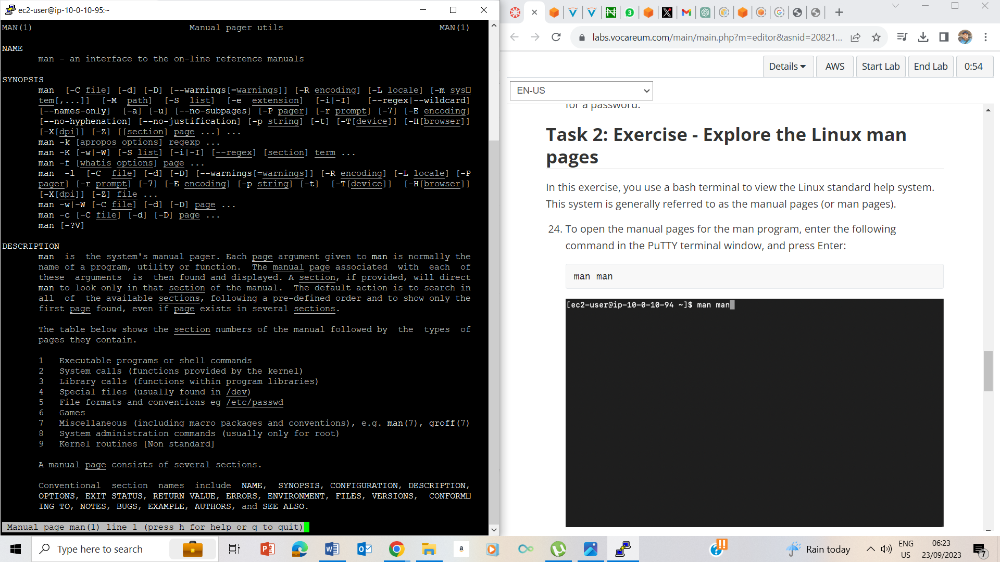 ec2-user@ip-10-0-10-95:~
MAN(1) Manual pager utils MAN(1)
NAME
man - an interface to the on-line reference manuals
SYNOPSIS
man [-C file] [-d] [-D] [--warnings[=warnings]] [-R encoding] [-L locale] [-m sys□
tem[,...]] [-M path] [-S list] [-e extension] [-i|-I] [--regex|--wildcard]
[--names-only] [-a] [-u] [--no-subpages] [-P pager] [-r prompt] [-7] [-E encoding]
[--no-hyphenation] [--no-justification] [-p string] [-t] [-T[device]] [-H[browser]]
[-X[dpi]] [-Z] [[section] page ...] ...
man -k [apropos options] regexp ...
man -K [-w|-W] [-S list] [-i|-I] [--regex] [section] term ...
man -f [whatis options] page ...
man -l [-C file] [-d] [-D] [--warnings[=warnings]] [-R encoding] [-L locale] [-P
pager] [-r prompt] [-7] [-E encoding] [-p string] [-t] [-T[device]] [-H[browser]]
[-X[dpi]] [-Z] file ...
man -w|-W [-C file] [-d] [-D] page ...
man -c [-C file] [-d] [-D] page ...
man [-?V]
DESCRIPTION
man is the system's manual pager. Each page argument given to man is normally the
name of a program, utility or function. The manual page associated with each of
these arguments is then found and displayed. A section, if provided, will direct
man to look only in that section of the manual. The default action is to search in
all of the available sections, following a pre-defined order and to show only the
first page found, even if page exists in several sections.
The table below shows the section numbers of the manual followed by the types of
pages they contain.
1 Executable programs or shell commands
2 System calls (functions provided by the kernel)
3 Library calls (functions within program libraries)
4 Special files (usually found in /dev)
5 File formats and conventions eg /etc/passwd
6 Games
7 Miscellaneous (including macro packages and conventions), e.g. man(7), groff(7)
8 System administration commands (usually only for root)
9 Kernel routines [Non standard]
A manual page consists of several sections.
Conventional section names include NAME, SYNOPSIS, CONFIGURATION, DESCRIPTION,
OPTIONS, EXIT STATUS, RETURN VALUE, ERRORS, ENVIRONMENT, FILES, VERSIONS, CONFORM□
ING TO, NOTES, BUGS, EXAMPLE, AUTHORS, and SEE ALSO.
Manual page man(1) line 1 (press h for help or q to quit)
labs.vocareum.com/main/main.php?m=editor&asnid=20821...
Details AWS Start Lab End Lab 0:54
EN-US
for a password.
Task 2: Exercise - Explore the Linux man
pages
In this exercise, you use a bash terminal to view the Linux standard help system.
This system is generally referred to as the manual pages (or man pages).
24. To open the manual pages for the man program, enter the following
command in the PuTTY terminal window, and press Enter:
man man
[ec2-user@ip-10-0-10-94 ~]$ man man
Type here to search
a
Rain today
ENG
US
06:23
23/09/2023
7